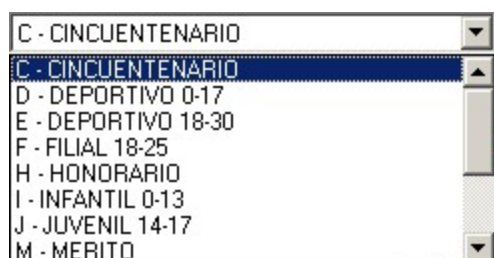 C - CINCUENTENARIO
C - CINCUENTENARIO
D - DEPORTIVO 0-17
E - DEPORTIVO 18-30
F - FILIAL 18-25
H - HONORARIO
I - INFANTIL 0-13
J - JUVENIL 14-17
M - MERITO